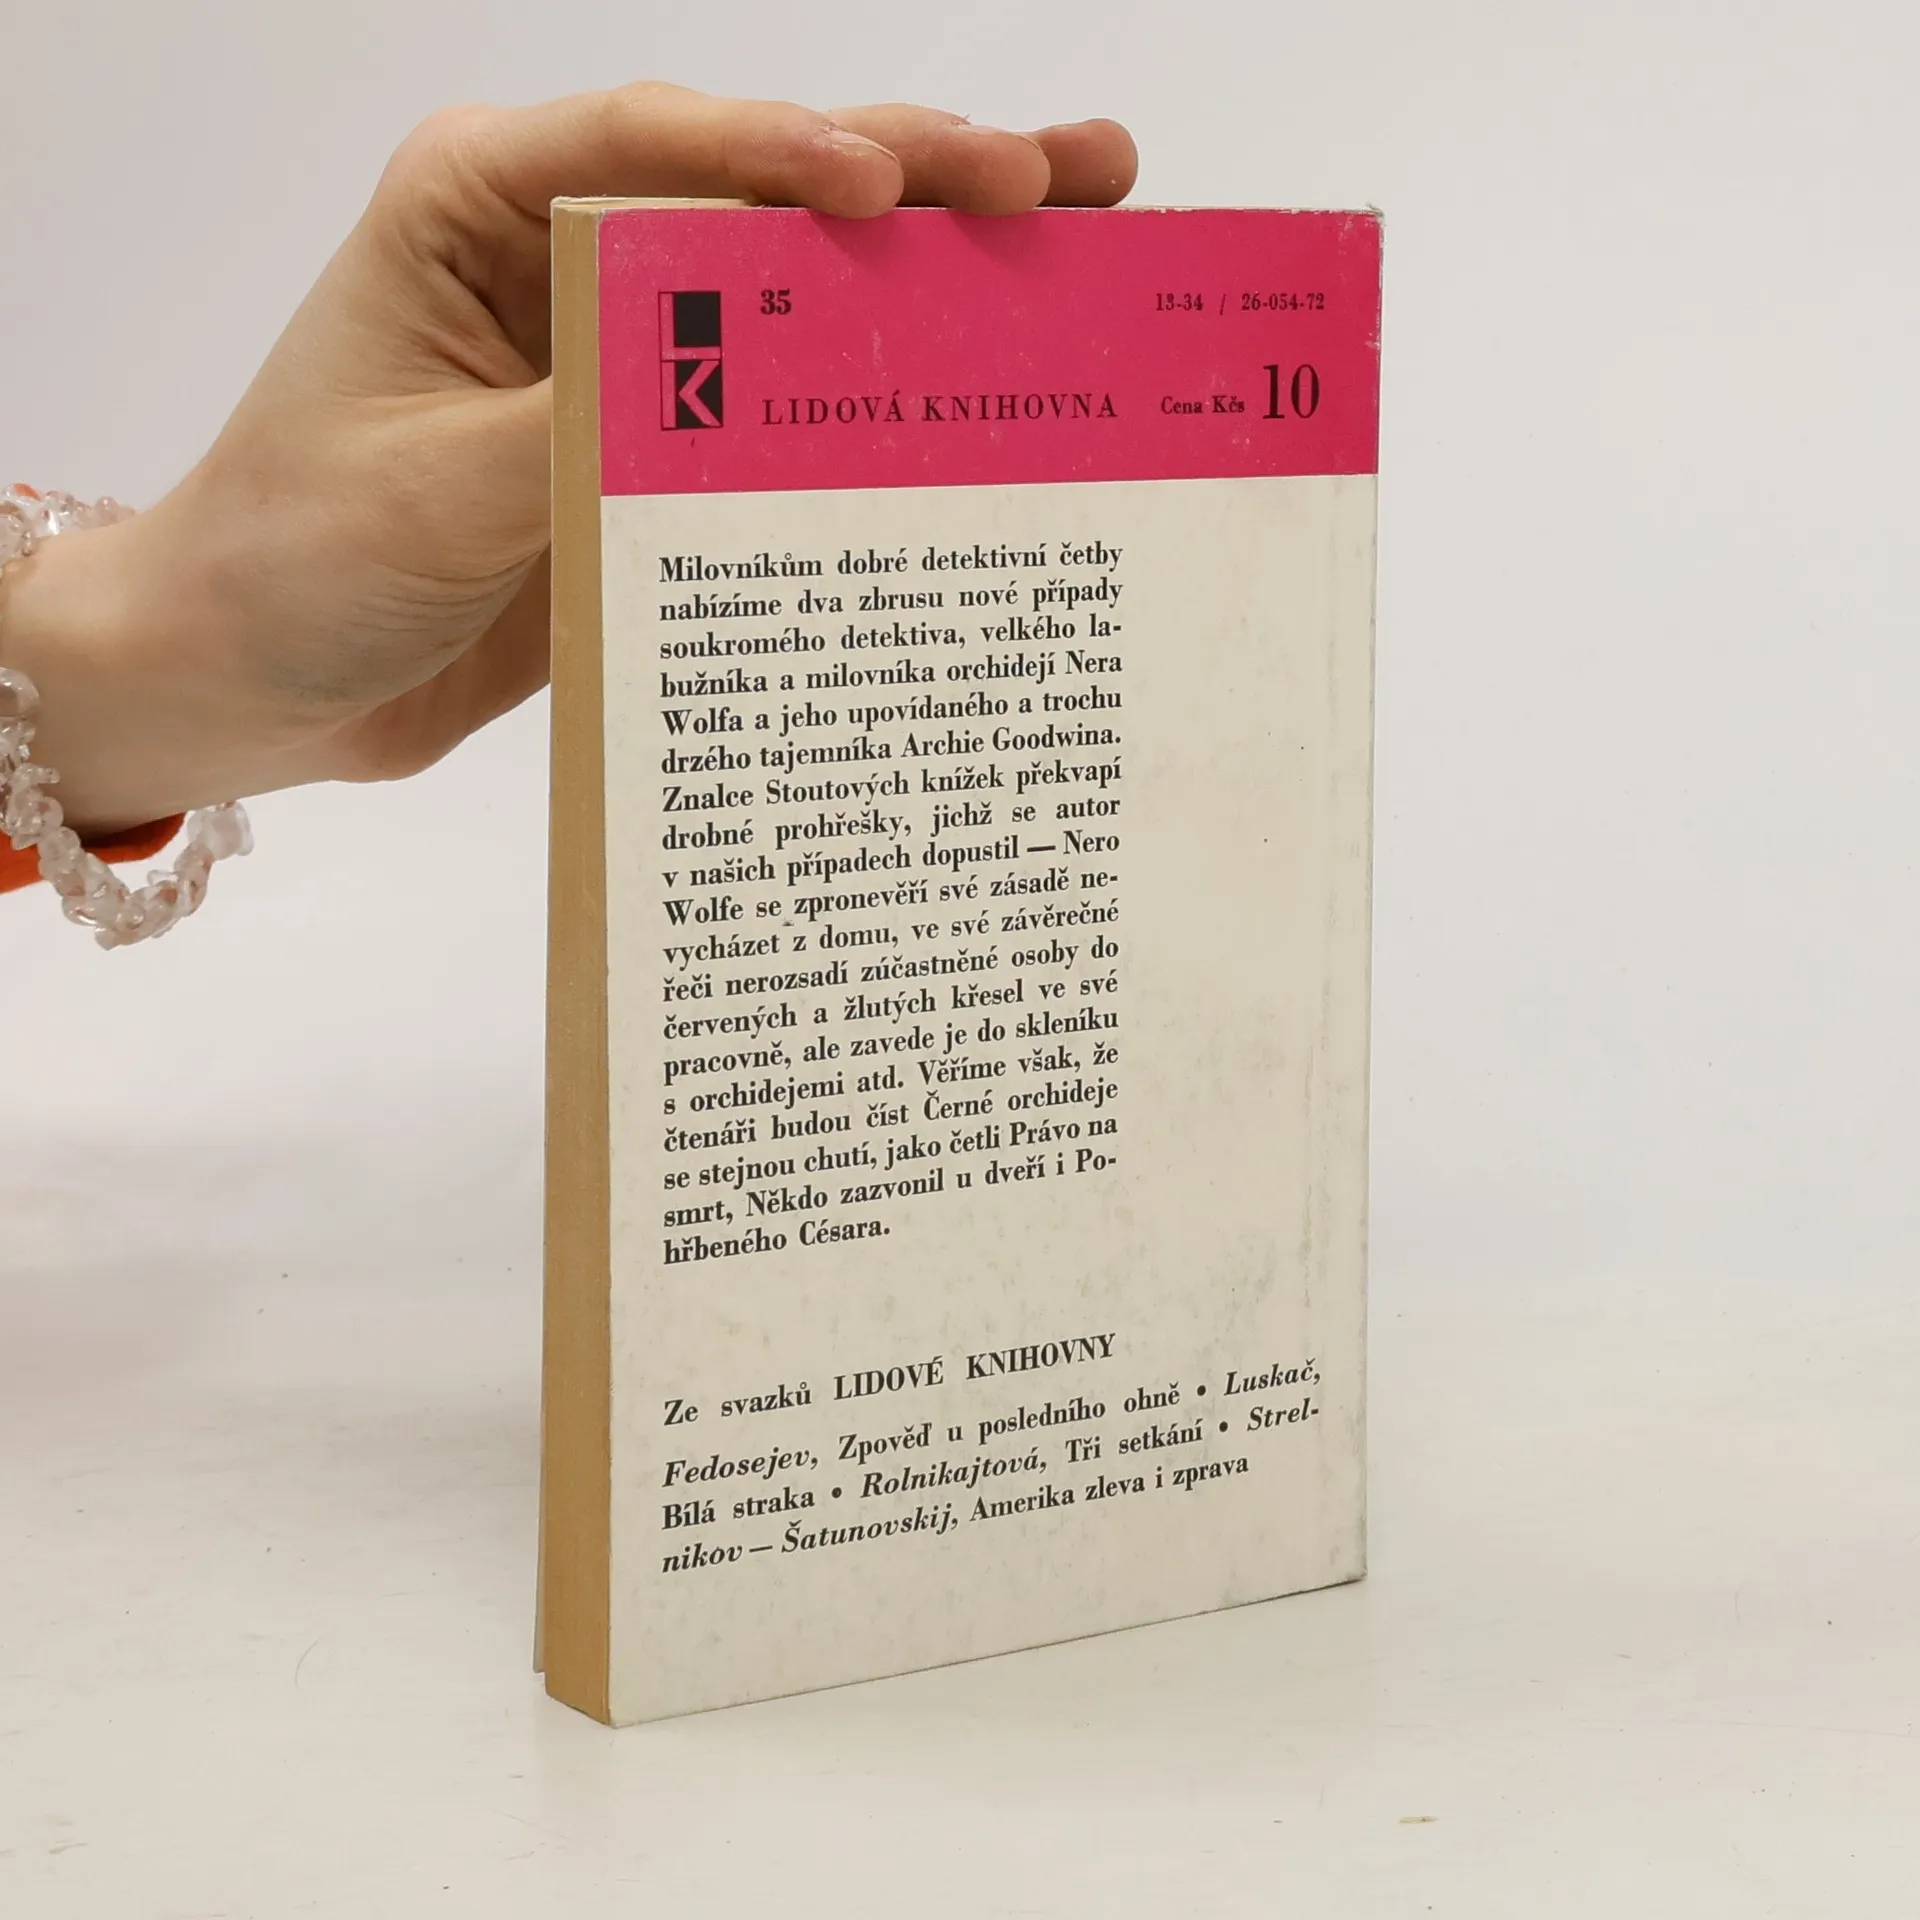 LK
35
13-34 / 26-054-72
LIDOVÁ KNIHOVNA
Cena Kčs 10
Milovníkům dobré detektivní četby
nabízíme dva zbrusu nové případy
soukromého detektiva, velkého la-
bužníka a milovníka orchidejí Nera
Wolfa a jeho upovídaného a trochu
drzého tajemníka Archie Goodwina.
Znalce Stoutových knížek překvapí
drobné prohřešky, jichž se autor
v našich případech dopustil — Nero
Wolfe se zpronevěří své zásadě ne-
vycházet z domu, ve své závěrečné
řeči nerozsadí zúčastněné osoby do
červených a žlutých křesel ve své
pracovně, ale zavede je do skleníku
s orchidejemi atd. Věříme však, že
čtenáři budou číst Černé orchideje
se stejnou chutí, jako četli Právo na
smrt, Někdo zazvonil u dveří i Po-
hřbeného Césara.
Ze svazků LIDOVÉ KNIHOVNY
Fedosejev, Zpověď u posledního ohně • Luskač,
Bílá straka • Rolnikajtová, Tři setkání • Strel-
nikov — Šatunovskij, Amerika zleva i zprava